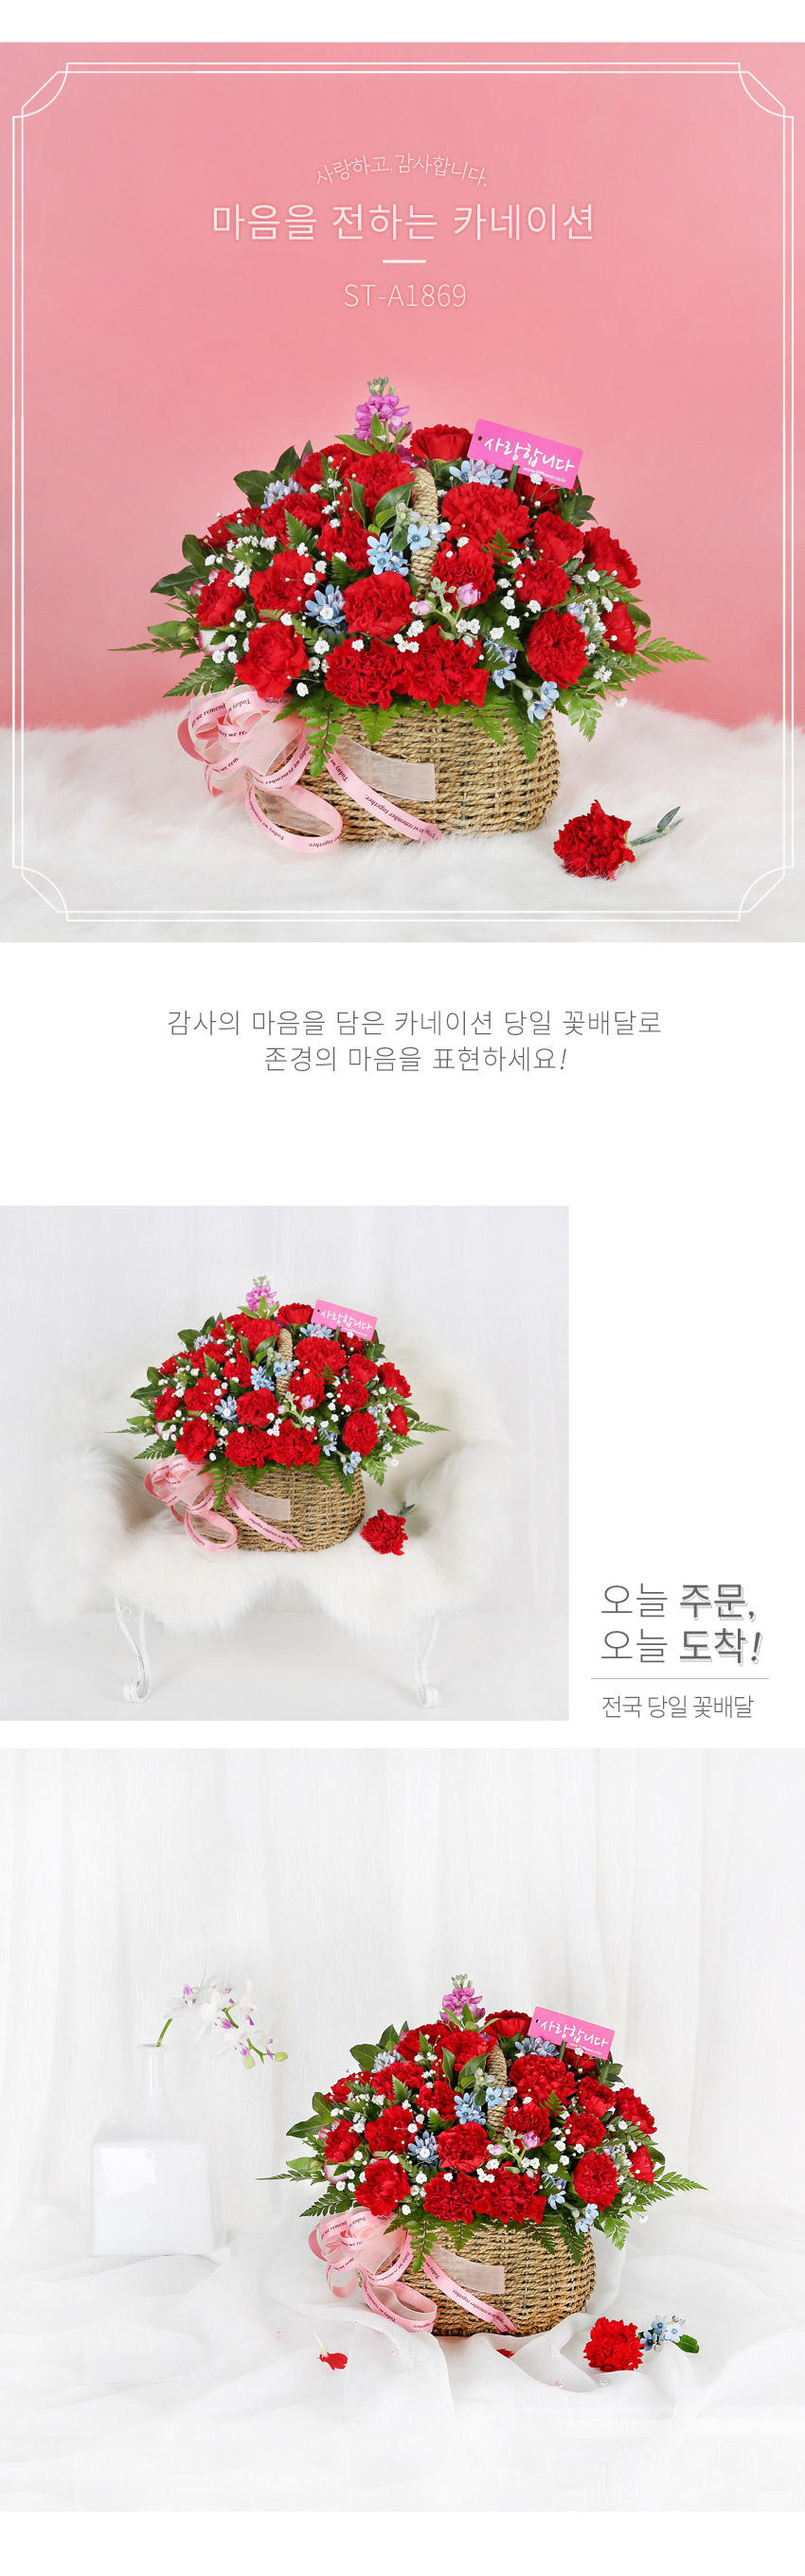 사랑하고, 감사합니다.
마음을 전하는 카네이션
ST-A1869
사랑합니다
감사의 마음을 담은 카네이션 당일 꽃배달로
존경의 마음을 표현하세요!
사랑합니다
오늘 주문,
오늘 도착!
전국 당일 꽃배달
사랑합니다